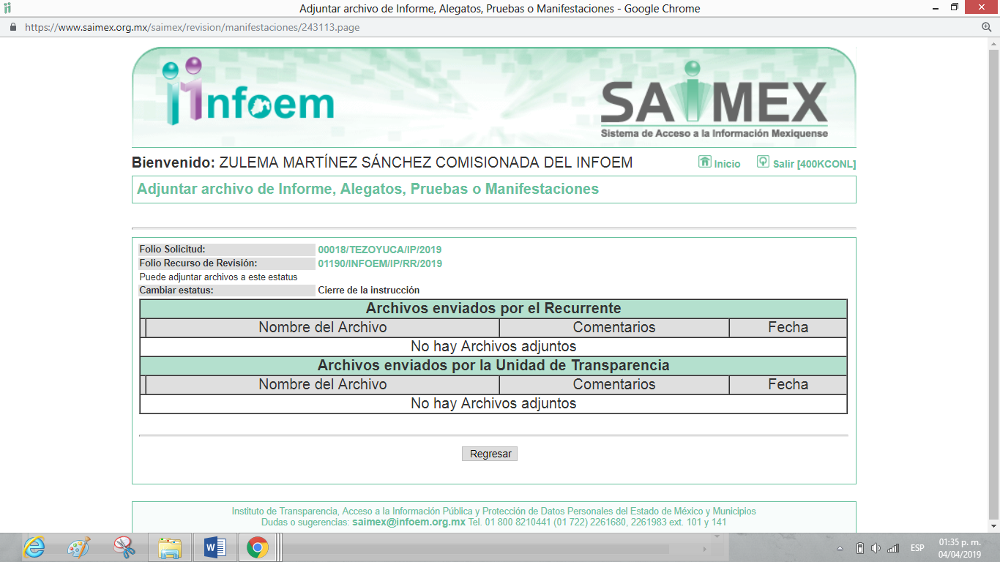 Adjuntar archivo de Informe, Alegatos, Pruebas o Manifestaciones - Google Chrome
https://www.saimex.org.mx/saimex/revision/manifestaciones/243113.page
infoem
SAIMEX
Sistema de Acceso a la Información Mexiquense
Bienvenido: ZULEMA MARTÍNEZ SÁNCHEZ COMISIONADA DEL INFOEM
Inicio Salir [400KCONL]
Adjuntar archivo de Informe, Alegatos, Pruebas o Manifestaciones
Folio Solicitud: 00018/TEZOYUCA/IP/2019
Folio Recurso de Revisión: 01190/INFOEM/IP/RR/2019
Puede adjuntar archivos a este estatus
Cambiar estatus: Cierre de la instrucción
Archivos enviados por el Recurrente
Nombre del Archivo Comentarios Fecha
No hay Archivos adjuntos
Archivos enviados por la Unidad de Transparencia
Nombre del Archivo Comentarios Fecha
No hay Archivos adjuntos
Regresar
Instituto de Transparencia, Acceso a la Información Pública y Protección de Datos Personales del Estado de México y Municipios
Dudas o sugerencias: saimex@infoem.org.mx Tel. 01 800 8210441 (01 722) 2261680, 2261983 ext. 101 y 141
ESP
01:35 p. m.
04/04/2019